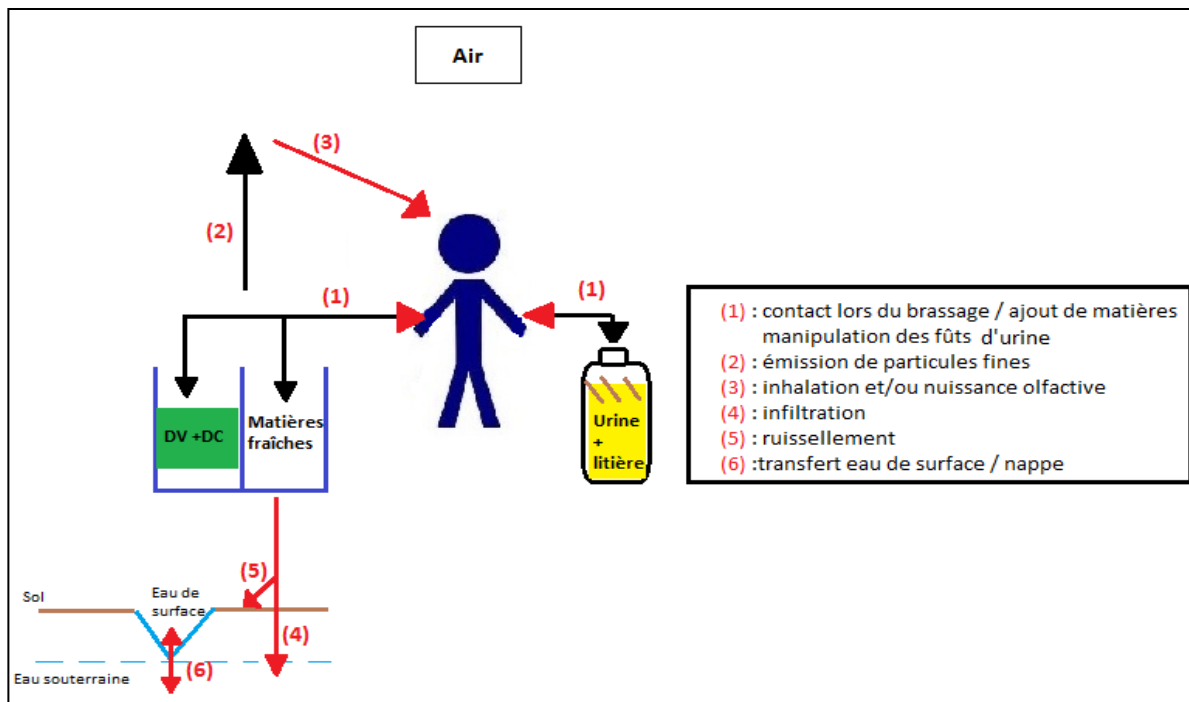 Air
(3)
(2)
(1)
(1)
DV +DC
Matières
fraîches
Urine
+
litière
(1) : contact lors du brassage / ajout de matières
manipulation des fûts d'urine
(2) : émission de particules fines
(3) : inhalation et/ou nuissance olfactive
(4) : infiltration
(5) : ruissellement
(6) :transfert eau de surface / nappe
(5)
Sol
Eau de
surface
(4)
(6)
Eau souterraine